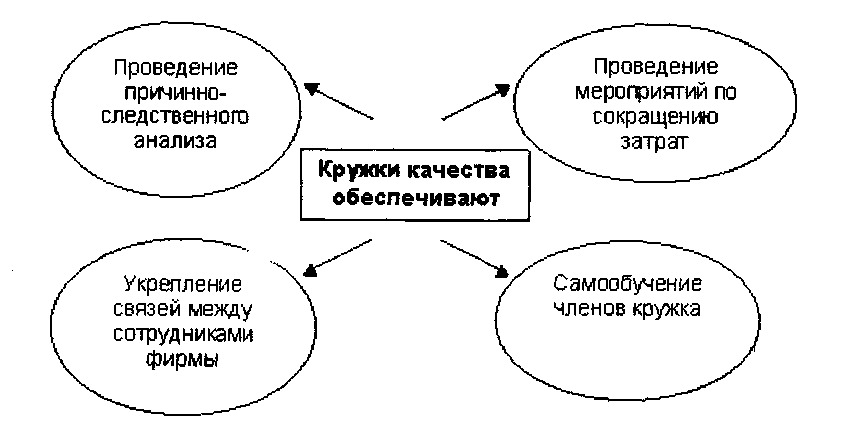 Проведение
причинно-
следственного
анализа
Проведение
мероприятий по
сокращению
затрат
Кружки качества
обеспечивают
Укрепление
связей между
сотрудниками
фирмы
Самообучение
членов кружка